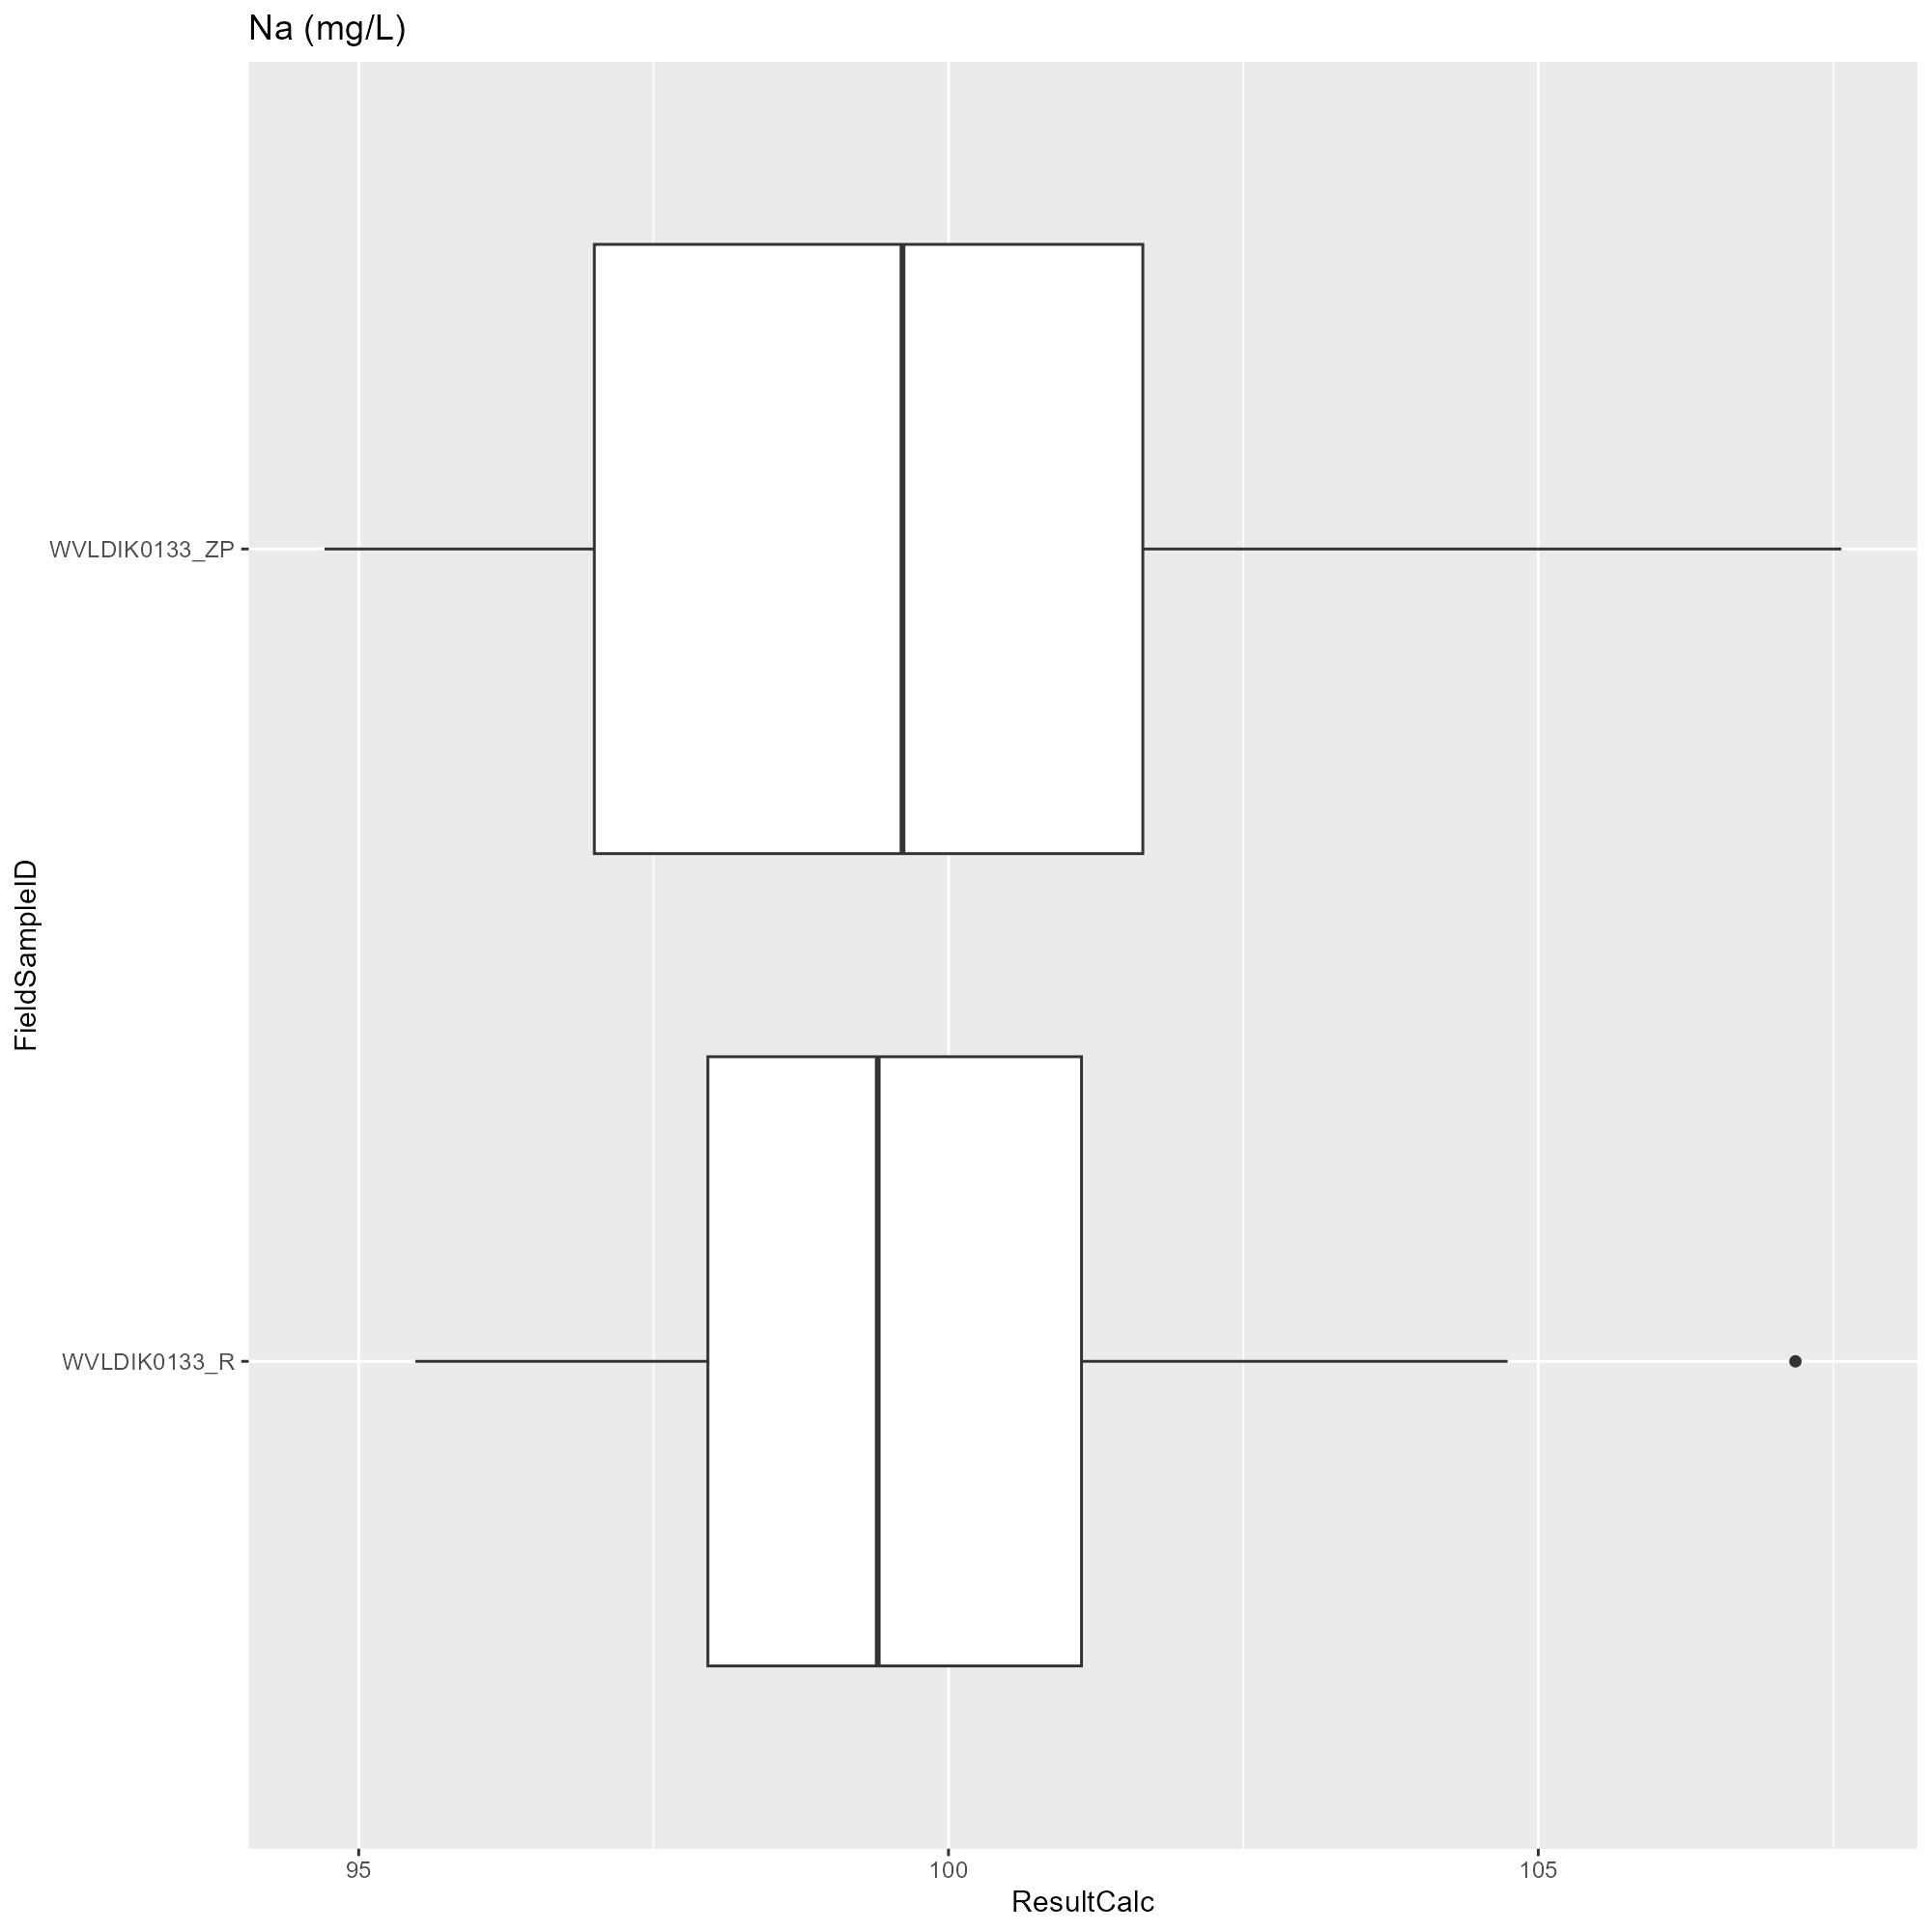 Na (mg/L)
FieldSampleID
WVLDIK0133_ZP
WVLDIK0133_R
95 100 105
ResultCalc